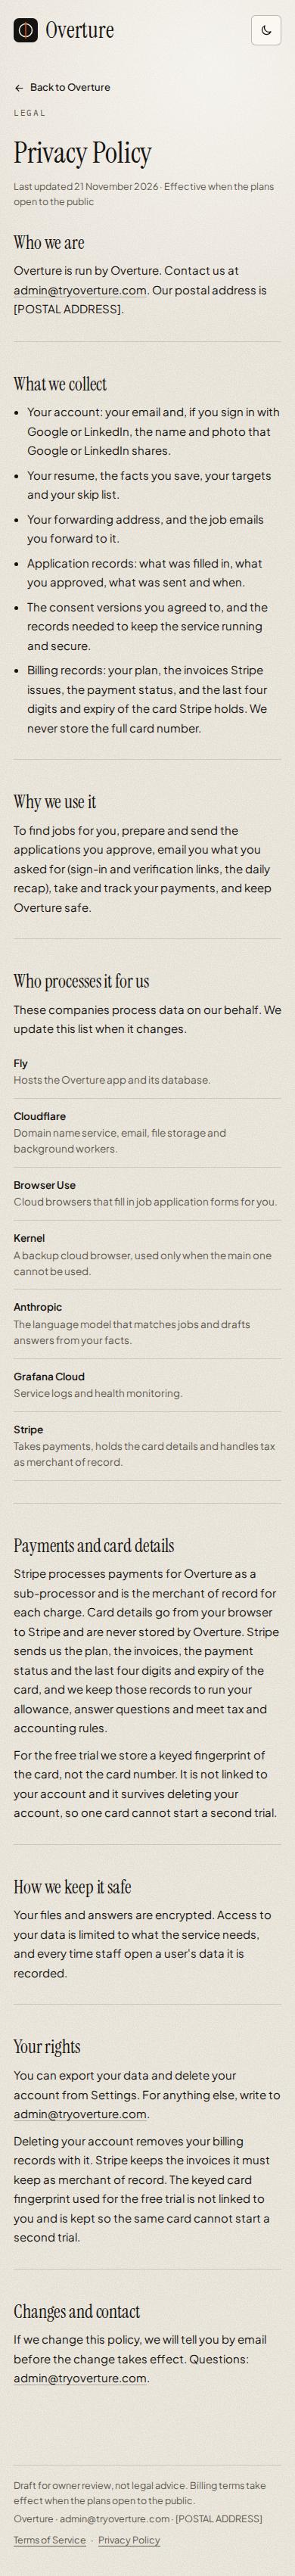 Overture
← Back to Overture
LEGAL
Privacy Policy
Last updated 21 November 2026 · Effective when the plans
open to the public
Who we are
Overture is run by Overture. Contact us at
admin@tryoverture.com. Our postal address is
[POSTAL ADDRESS].
What we collect
• Your account: your email and, if you sign in with
Google or LinkedIn, the name and photo that
Google or LinkedIn shares.
• Your resume, the facts you save, your targets
and your skip list.
• Your forwarding address, and the job emails
you forward to it.
• Application records: what was filled in, what
you approved, what was sent and when.
• The consent versions you agreed to, and the
records needed to keep the service running
and secure.
• Billing records: your plan, the invoices Stripe
issues, the payment status, and the last four
digits and expiry of the card Stripe holds. We
never store the full card number.
Why we use it
To find jobs for you, prepare and send the
applications you approve, email you what you
asked for (sign-in and verification links, the daily
recap), take and track your payments, and keep
Overture safe.
Who processes it for us
These companies process data on our behalf. We
update this list when it changes.
Fly
Hosts the Overture app and its database.
Cloudflare
Domain name service, email, file storage and
background workers.
Browser Use
Cloud browsers that fill in job application forms for you.
Kernel
A backup cloud browser, used only when the main one
cannot be used.
Anthropic
The language model that matches jobs and drafts
answers from your facts.
Grafana Cloud
Service logs and health monitoring.
Stripe
Takes payments, holds the card details and handles tax
as merchant of record.
Payments and card details
Stripe processes payments for Overture as a
sub-processor and is the merchant of record for
each charge. Card details go from your browser
to Stripe and are never stored by Overture. Stripe
sends us the plan, the invoices, the payment
status and the last four digits and expiry of the
card, and we keep those records to run your
allowance, answer questions and meet tax and
accounting rules.
For the free trial we store a keyed fingerprint of
the card, not the card number. It is not linked to
your account and it survives deleting your
account, so one card cannot start a second trial.
How we keep it safe
Your files and answers are encrypted. Access to
your data is limited to what the service needs,
and every time staff open a user's data it is
recorded.
Your rights
You can export your data and delete your
account from Settings. For anything else, write to
admin@tryoverture.com.
Deleting your account removes your billing
records with it. Stripe keeps the invoices it must
keep as merchant of record. The keyed card
fingerprint used for the free trial is not linked to
you and is kept so the same card cannot start a
second trial.
Changes and contact
If we change this policy, we will tell you by email
before the change takes effect. Questions:
admin@tryoverture.com.
Draft for owner review, not legal advice. Billing terms take
effect when the plans open to the public.
Overture · admin@tryoverture.com · [POSTAL ADDRESS]
Terms of Service · Privacy Policy